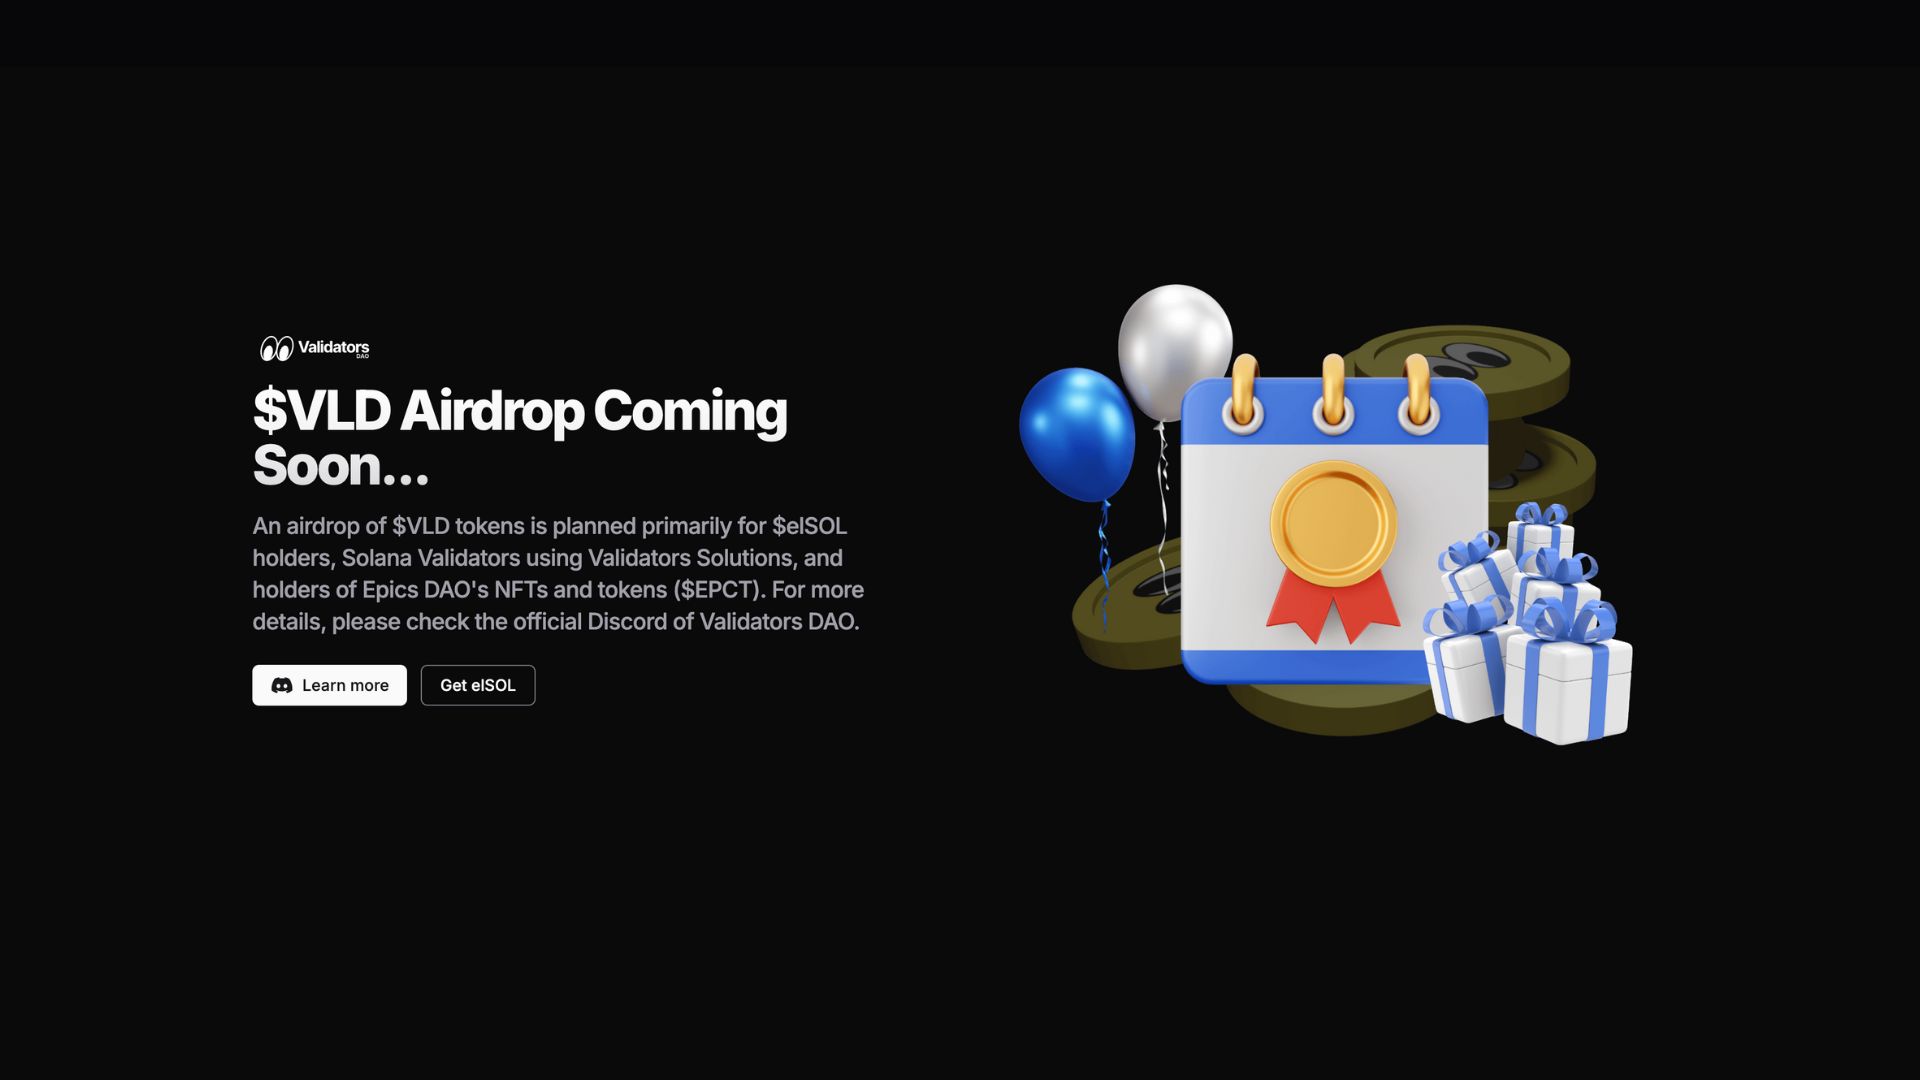 Validators
DAO
$VLD Airdrop Coming
Soon...
An airdrop of $VLD tokens is planned primarily for $elSOL
holders, Solana Validators using Validators Solutions, and
holders of Epics DAO's NFTs and tokens ($EPCT). For more
details, please check the official Discord of Validators DAO.
Learn more
Get elSOL